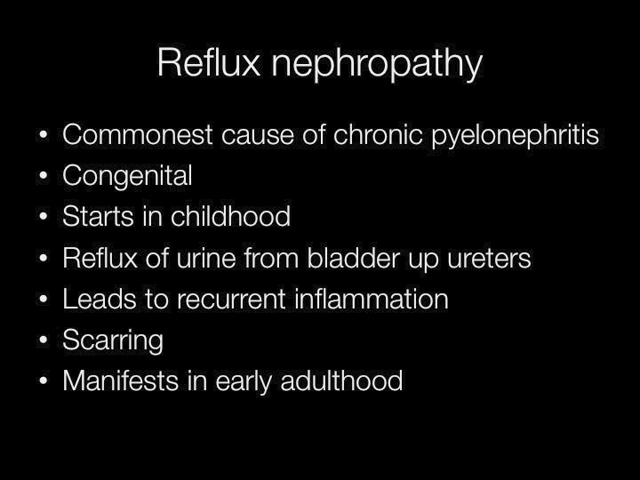 Reflux nephropathy
• Commonest cause of chronic pyelonephritis
• Congenital
• Starts in childhood
• Reflux of urine from bladder up ureters
• Leads to recurrent inflammation
• Scarring
• Manifests in early adulthood